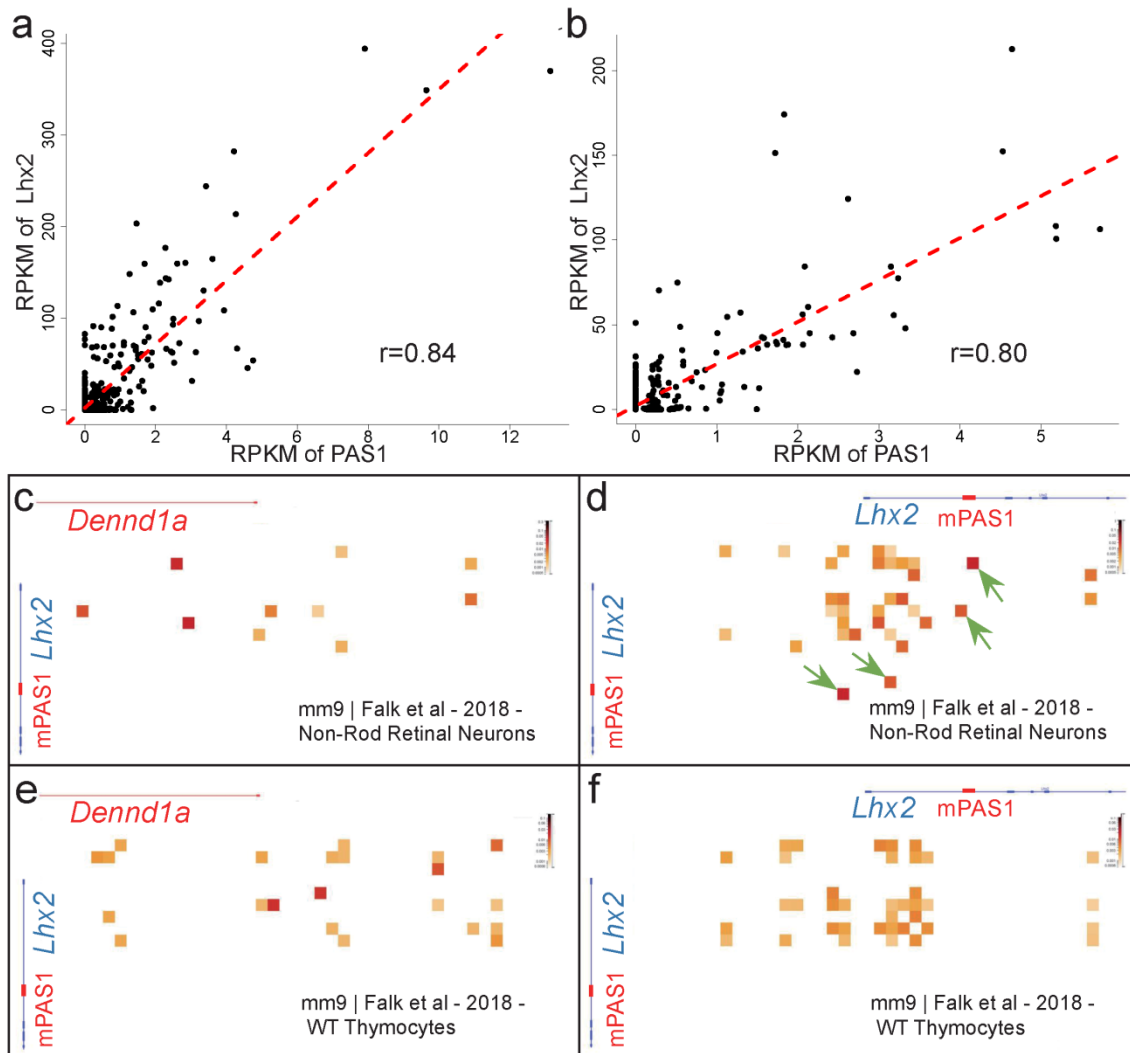 a
RPKM of Lhx2
400
300
200
100
0
r=0.84
0 2 4 6 8 10 12
RPKM of PAS1
b
RPKM of Lhx2
200
150
100
50
0
r=0.80
0 1 2 3 4 5
RPKM of PAS1
c
Dennd1a
Lhx2
mPAS1
mm9 | Falk et al - 2018 -
Non-Rod Retinal Neurons
d
Lhx2 mPAS1
Lhx2
mPAS1
mm9 | Falk et al - 2018 -
Non-Rod Retinal Neurons
e
Dennd1a
Lhx2
mPAS1
mm9 | Falk et al - 2018 -
WT Thymocytes
f
Lhx2 mPAS1
Lhx2
mPAS1
mm9 | Falk et al - 2018 -
WT Thymocytes